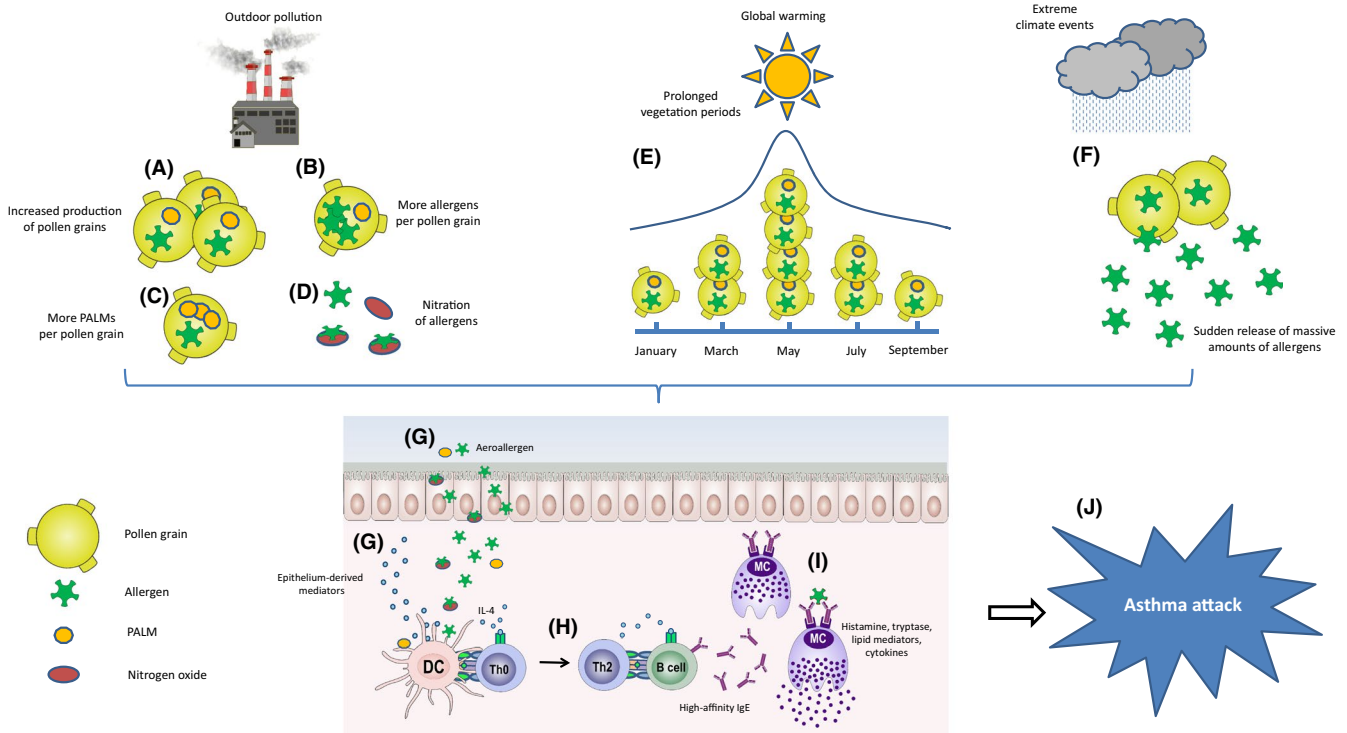 Outdoor pollution
Global warming
Extreme
climate events
Prolonged
vegetation periods
(A)
(B)
(E)
(F)
Increased production
of pollen grains
More allergens
per pollen grain
(C)
(D)
More PALMs
per pollen grain
Nitration
of allergens
Sudden release of massive
amounts of allergens
January
March
May
July
September
(G)
Aeroallergen
Pollen grain
Allergen
PALM
Nitrogen oxide
(G)
Epithelium-derived
mediators
IL-4
DC
Th0
(H)
Th2
B cell
High-affinity IgE
MC
(I)
MC
Histamine, tryptase,
lipid mediators,
cytokines
(J)
Asthma attack